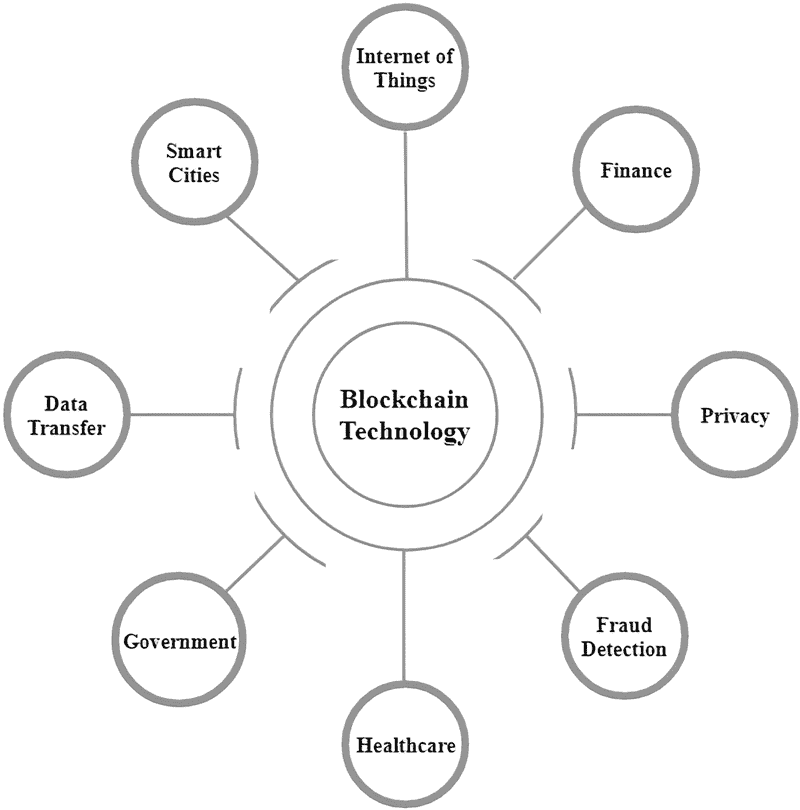 Internet of
Things
Smart
Cities
Finance
Blockchain
Technology
Data
Transfer
Privacy
Government
Fraud
Detection
Healthcare